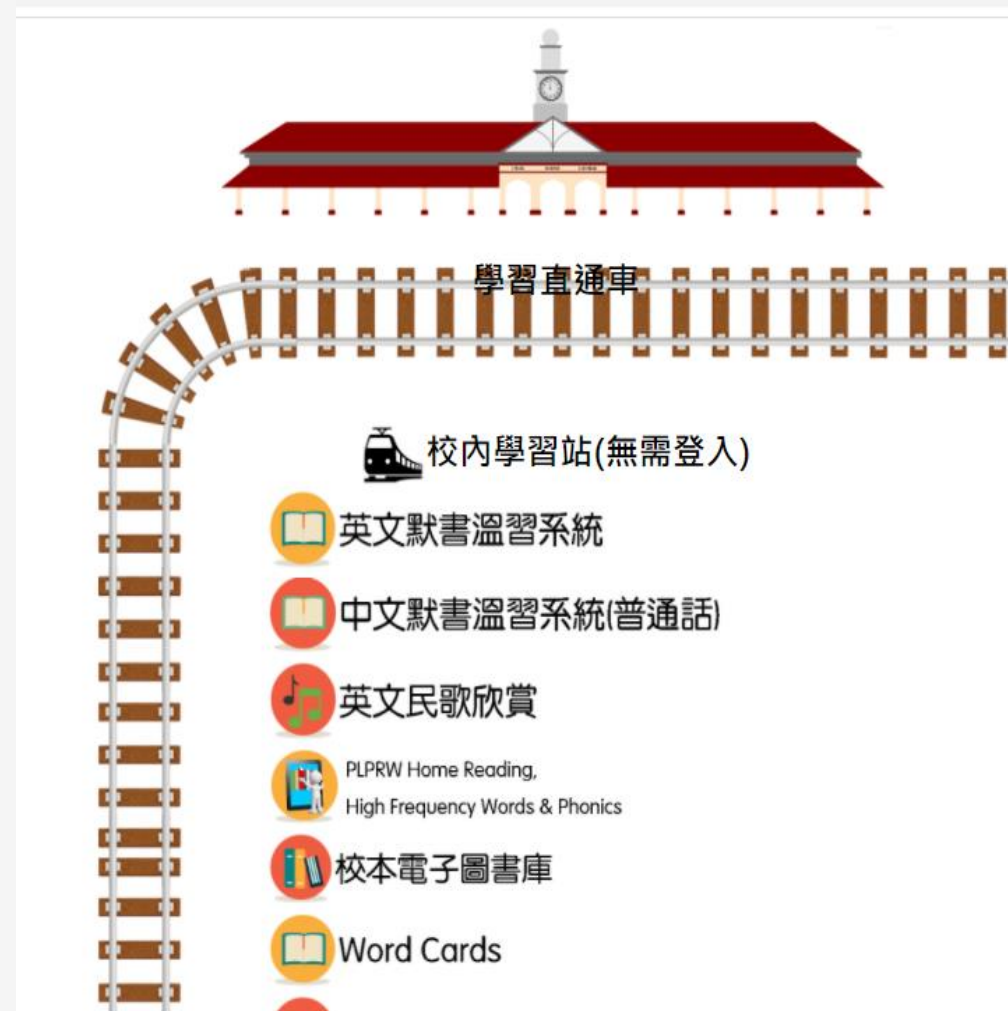 學習直通車
校內學習站(無需登入)
英文默書溫習系統
中文默書溫習系統(普通話)
英文民歌欣賞
PLPRW Home Reading,
High Frequency Words & Phonics
校本電子圖書庫
Word Cards